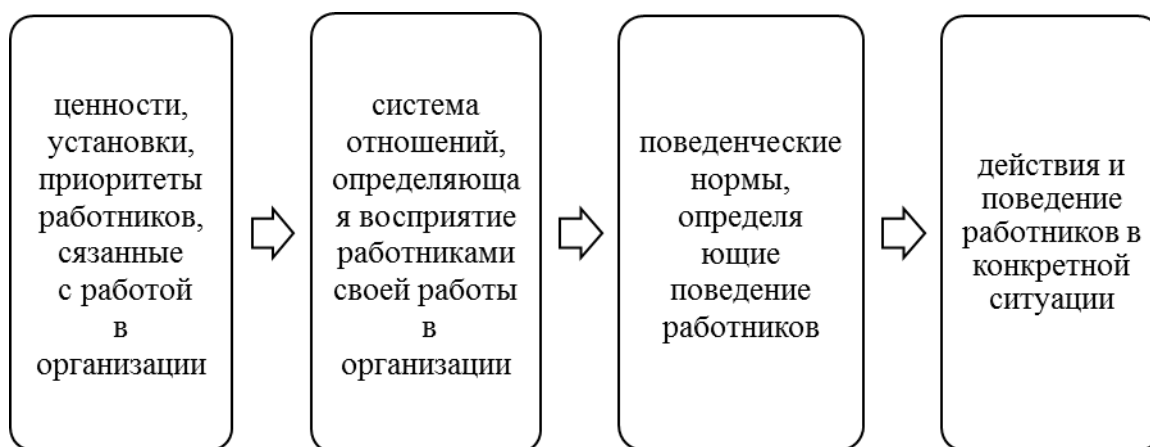 ценности,
установки,
приоритеты
работников,
сязанные
с работой
в
организации
система
отношений,
определяюща
я восприятие
работниками
своей работы
в
организации
поведенческие
нормы,
определя
ющие
поведение
работников
действия и
поведение
работников в
конкретной
ситуации